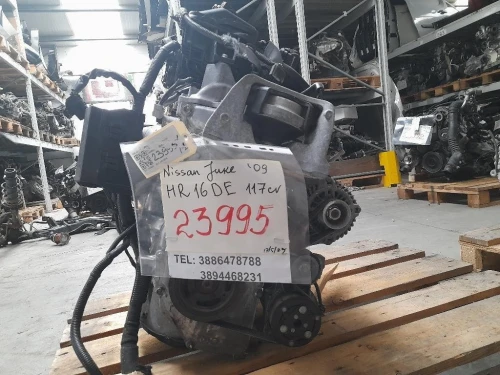 Nissan Juke '09
HR16DE 117cv
23995
TEL: 3886478788
3894468231